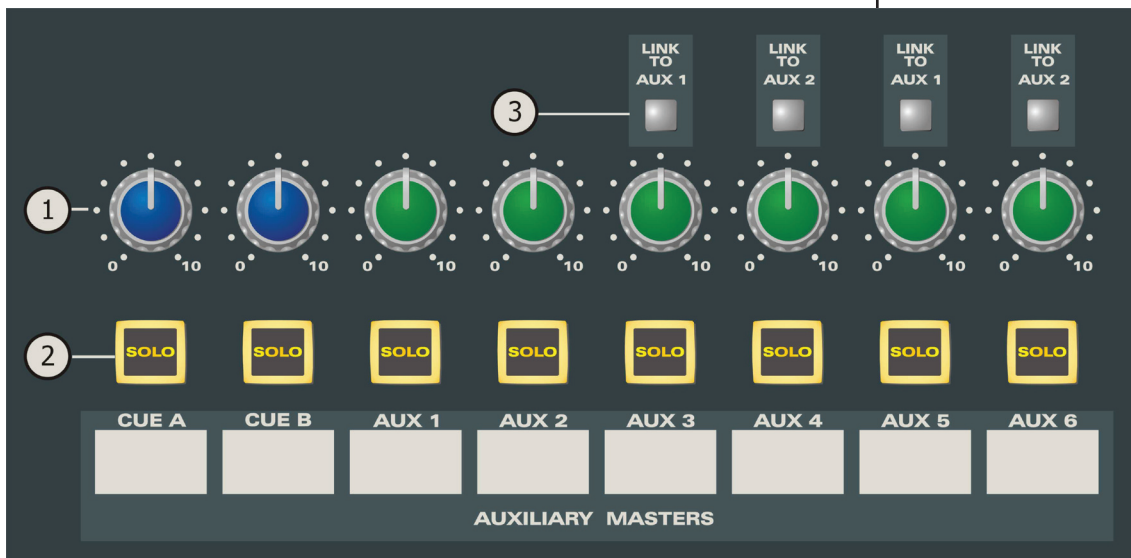 LINK LINK LINK LINK
TO TO TO TO
AUX 1 AUX 2 AUX 1 AUX 2
3
1
0 10 0 10 0 10 0 10 0 10 0 10 0 10 0 10
2
SOLO SOLO SOLO SOLO SOLO SOLO SOLO SOLO
CUE A CUE B AUX 1 AUX 2 AUX 3 AUX 4 AUX 5 AUX 6
AUXILIARY MASTERS